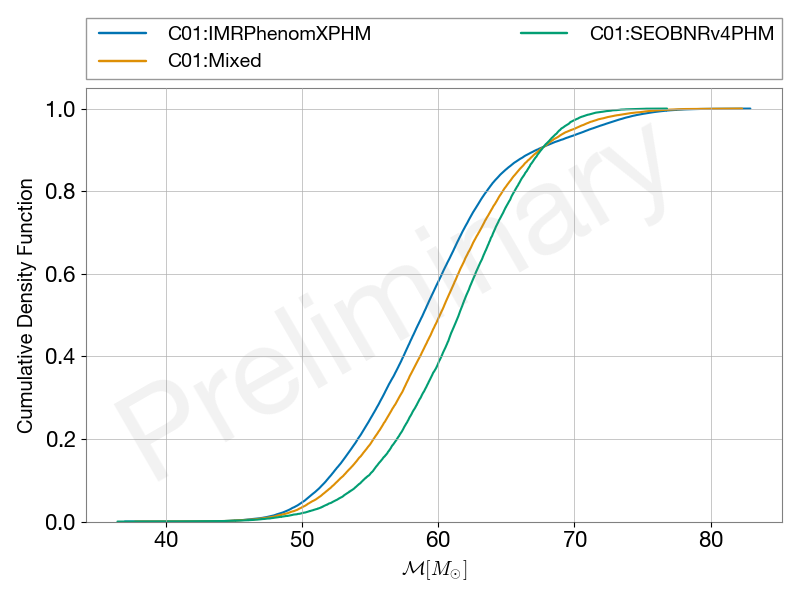 C01:IMRPhenomXPHM
C01:Mixed
C01:SEOBNRv4PHM
Preliminary
Cumulative Density Function
1.0
0.8
0.6
0.4
0.2
0.0
40
50
60
70
80
ℳ[M⊙]